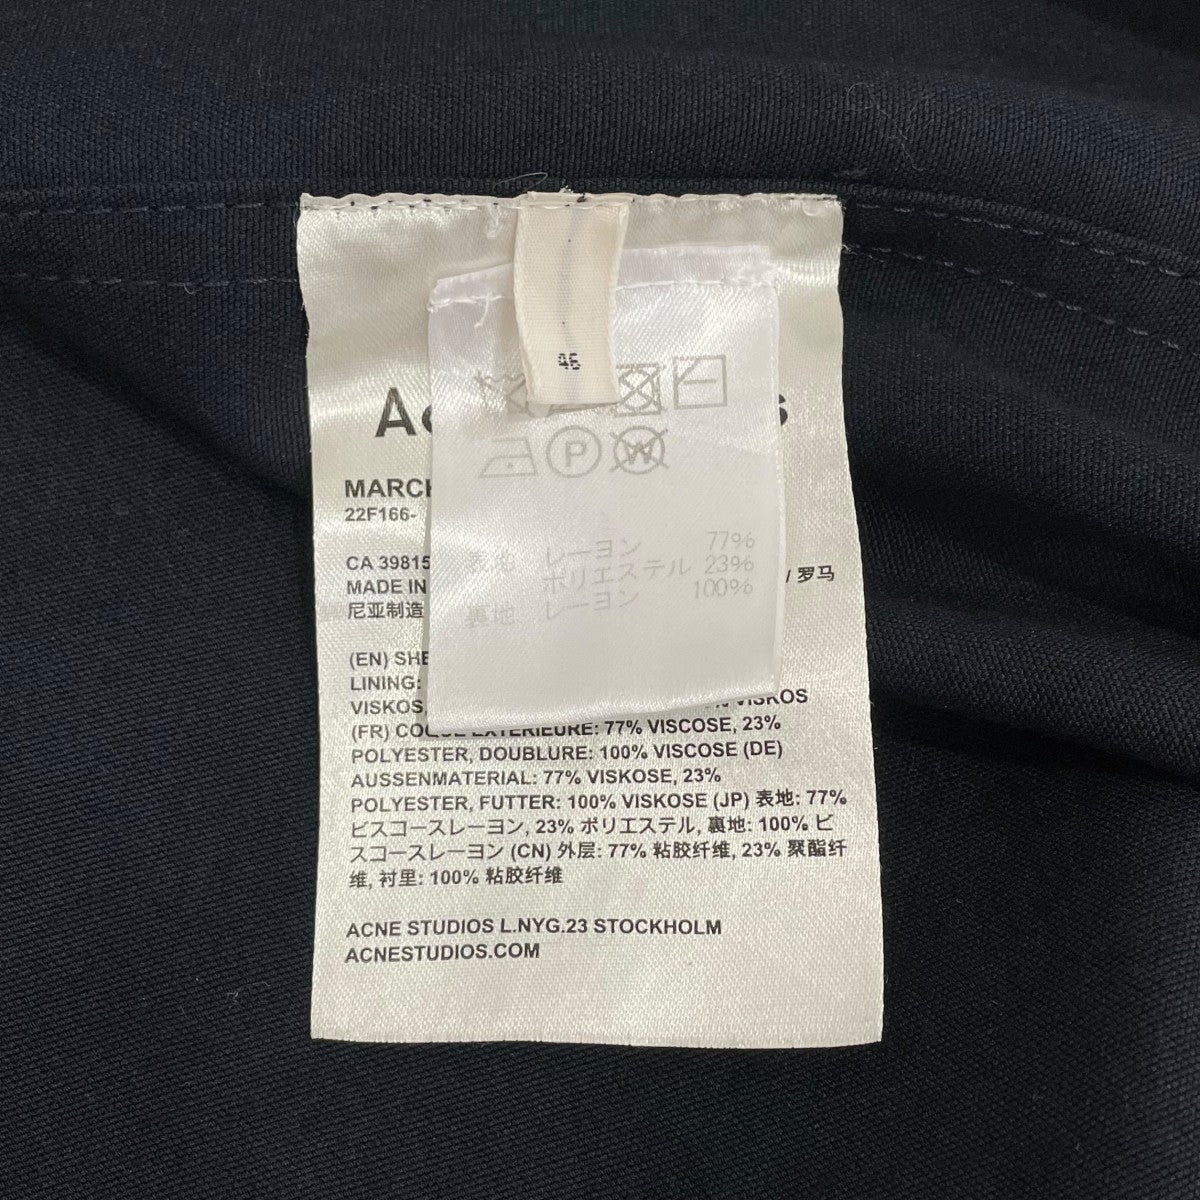 46
MARCH
22F166-
CA 39815
MADE IN / 罗马
尼亚制造
(EN) SHE
LINING:
VISKOS, VISKOS
(FR) COQUE EXTERIEURE: 77% VISCOSE, 23%
POLYESTER, DOUBLURE: 100% VISCOSE (DE)
AUSSENMATERIAL: 77% VISKOSE, 23%
POLYESTER, FUTTER: 100% VISKOSE (JP) 表地: 77%
ビスコースレーヨン, 23% ポリエステル, 裏地: 100% ビ
スコースレーヨン (CN) 外层: 77% 粘胶纤维, 23% 聚酯纤
维, 衬里: 100% 粘胶纤维
ACNE STUDIOS L.NYG.23 STOCKHOLM
ACNESTUDIOS.COM
P
W
表地 レーヨン 77%
ポリエステル 23%
裏地 レーヨン 100%